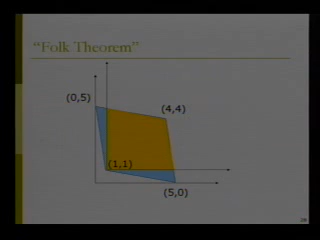 “Folk Theorem”
(0,5)
(4,4)
(1,1)
(5,0)